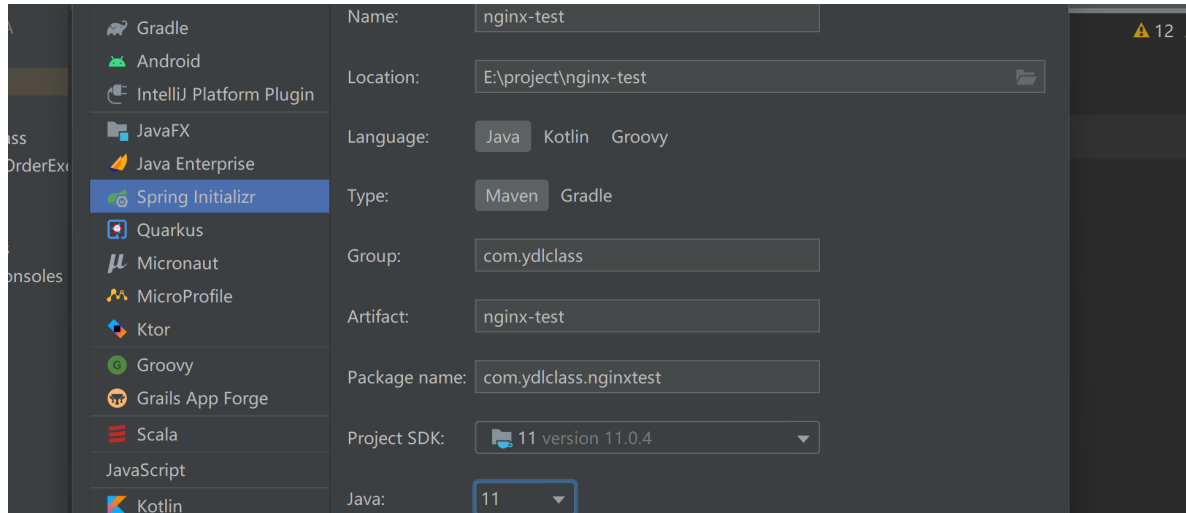 Gradle
Android
IntelliJ Platform Plugin
JavaFX
Java Enterprise
Spring Initializr
Quarkus
Micronaut
MicroProfile
Ktor
Groovy
Grails App Forge
Scala
JavaScript
Kotlin
Name: nginx-test
Location: E:\project\nginx-test
Language: Java Kotlin Groovy
Type: Maven Gradle
Group: com.ydlclass
Artifact: nginx-test
Package name: com.ydlclass.nginxtest
Project SDK: 11 version 11.0.4
Java: 11
12